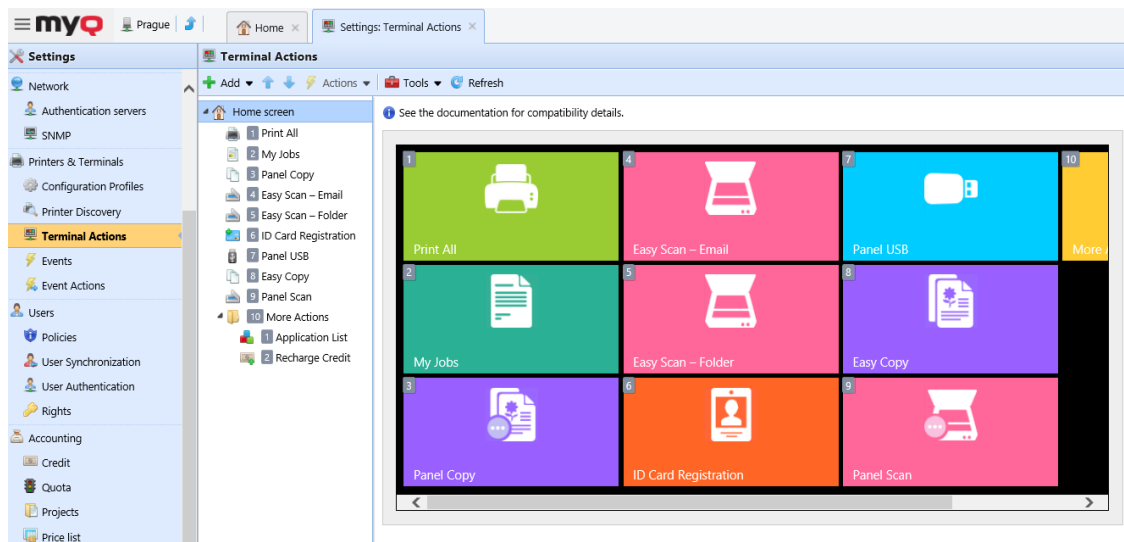 myQ Prague Home Settings: Terminal Actions
Settings
Network
Authentication servers
SNMP
Printers & Terminals
Configuration Profiles
Printer Discovery
Terminal Actions
Events
Event Actions
Users
Policies
User Synchronization
User Authentication
Rights
Accounting
Credit
Quota
Projects
Price list
Terminal Actions
Add Actions Tools Refresh
Home screen
1 Print All
2 My Jobs
3 Panel Copy
4 Easy Scan – Email
5 Easy Scan – Folder
6 ID Card Registration
7 Panel USB
8 Easy Copy
9 Panel Scan
10 More Actions
1 Application List
2 Recharge Credit
See the documentation for compatibility details.
1 4 7 10
Print All Easy Scan – Email Panel USB More
2 5 8
My Jobs Easy Scan – Folder Easy Copy
3 6 9
Panel Copy ID Card Registration Panel Scan